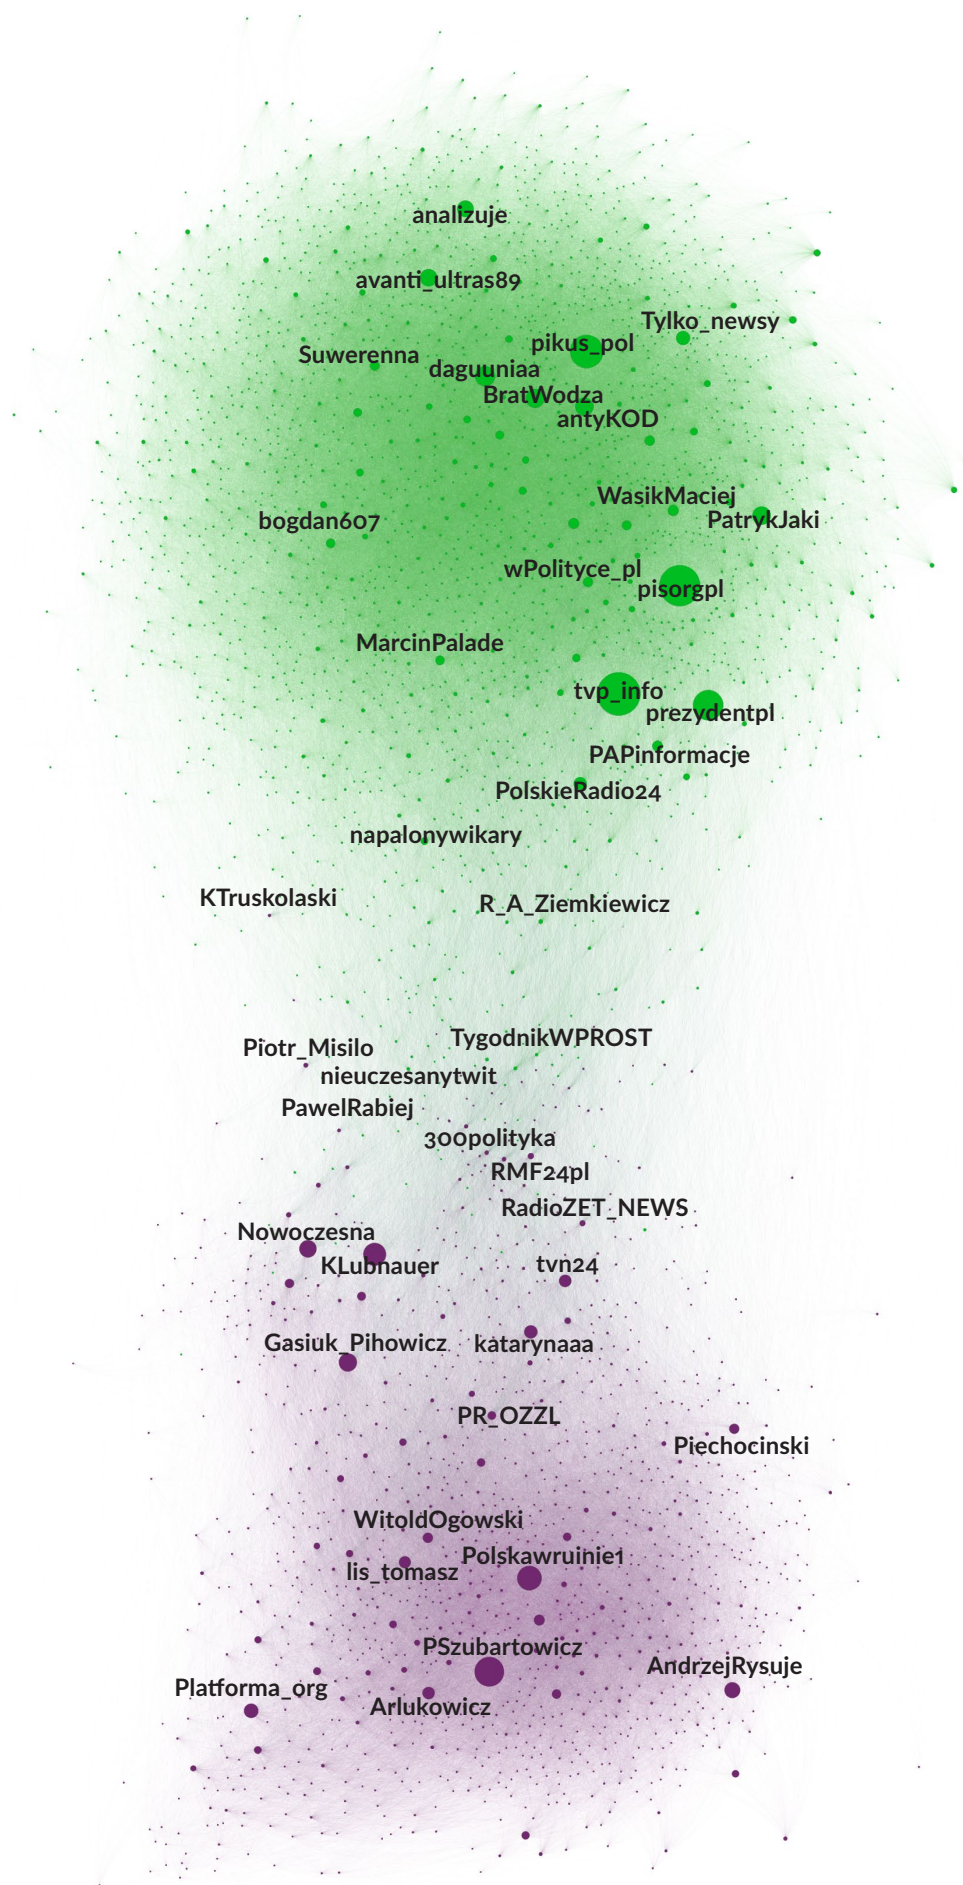 analizuje
avanti_ultras89
Tylko_newsy
pikus_pol
Suwerenna
daguuniaa
BratWodza
antyKOD
WasikMaciej
bogdan607
PatrykJaki
wPolityce_pl
pisorgpl
MarcinPalade
tvp_info
prezydentpl
PAPinformacje
PolskieRadio24
napalonywikary
KTruskolaski
R_A_Ziemkiewicz
TygodnikWPROST
Piotr_Misilo
nieuczesanytwit
PawelRabiej
300polityka
RMF24pl
RadioZET_NEWS
Nowoczesna
KLubnauer
tvn24
Gasiuk_Pihowicz
katarynaaa
PR_OZZL
Piechocinski
WitoldOgowski
Polskawruinie1
lis_tomasz
PSzubartowicz
AndrzejRysuje
Platforma_org
Arlukowicz